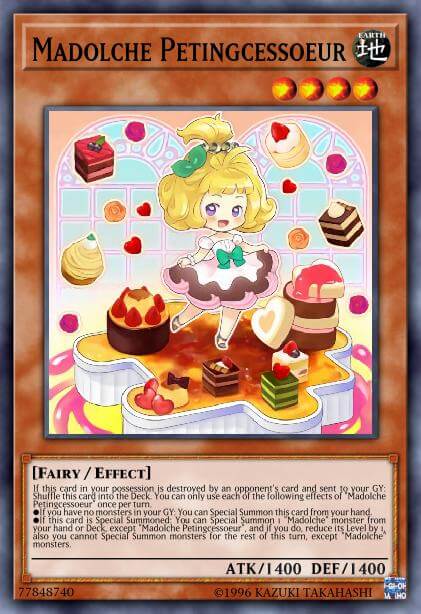 Madolche Petingcessoeur
EARTH
地
[Fairy / Effect]
If this card in your possession is destroyed by an opponent's card and sent to your GY:
Shuffle this card into the Deck. You can only use each of the following effects of "Madolche
Petingcessoeur" once per turn.
●If you have no monsters in your GY: You can Special Summon this card from your hand.
●If this card is Special Summoned: You can Special Summon 1 "Madolche" monster from
your hand or Deck, except "Madolche Petingcessoeur", and if you do, reduce its Level by 1,
also you cannot Special Summon monsters for the rest of this turn, except "Madolche"
monsters.
ATK/1400 DEF/1400
77848740
©1996 KAZUKI TAKAHASHI